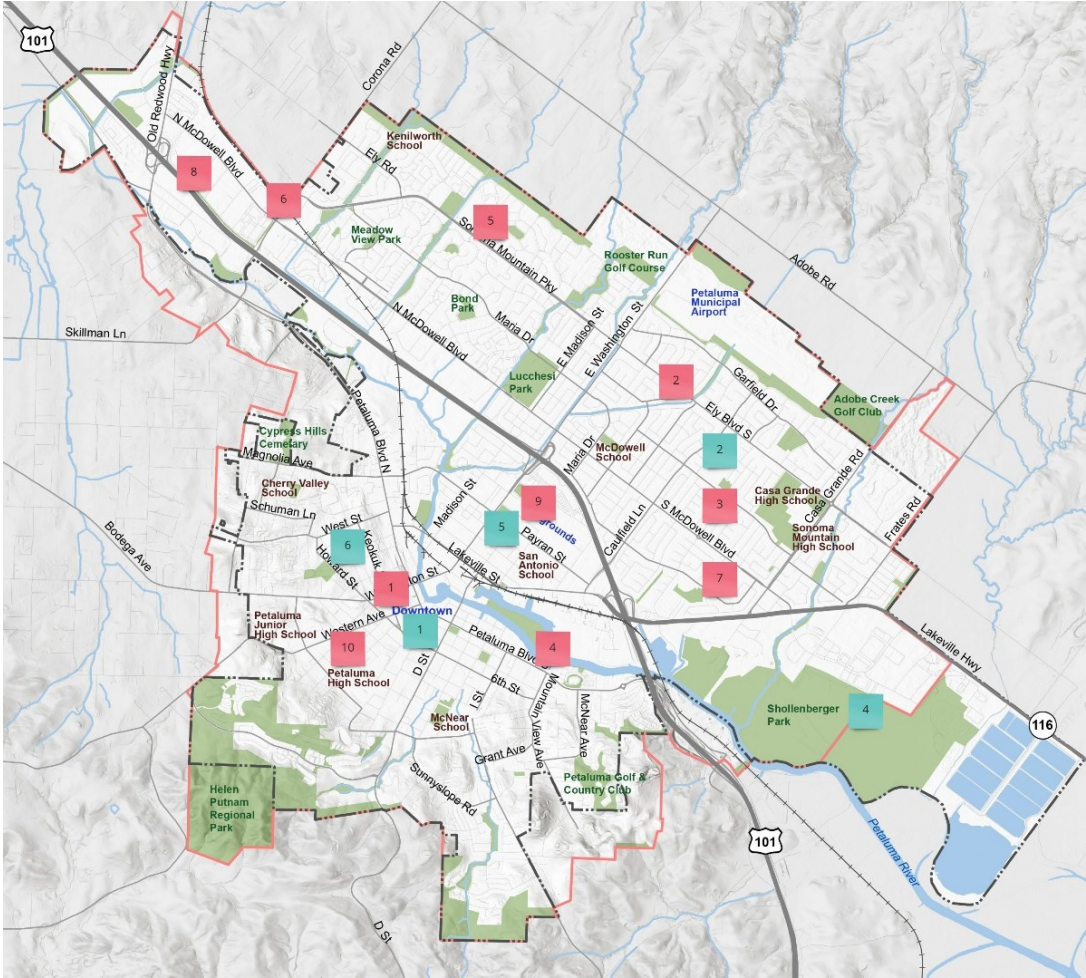 101
Old Redwood Hwy
Corona Rd
N McDowell Blvd
Kenilworth
School
Ely Rd
8
6
5
Meadow
View Park
Sonoma Mountain Pky
Rooster Run
Golf Course
Adobe Rd
Petaluma
Municipal
Airport
Bond
Park
N McDowell Blvd
Maria Dr
E Madison St
E Washington St
Skillman Ln
Lucchesi
Park
2
Garfield Dr
Adobe Creek
Golf Club
Petaluma Blvd N
Ely Blvd S
Cypress Hills
Cemetary
Magnolia Ave
Maria Dr
McDowell
School
2
Cherry Valley
School
Madison St
9
3
Casa Grande
High School
Casa Grande Rd
Frates Rd
Schuman Ln
West St
5
grounds
Payran St
Caulfield Ln
S McDowell Blvd
Sonoma
Mountain
High School
Bodega Ave
6
Keokuk
Howard St
Lakeville St
San
Antonio
School
7
1
ton St
Downtown
Petaluma
Junior
High School
Western Ave
1
Petaluma Blvd S
4
Lakeville Hwy
10
Petaluma
High School
D St
6th St
I St
Mountain View Ave
McNear Ave
McNear
School
Shollenberger
Park
4
116
Grant Ave
Sunnyslope Rd
Petaluma Golf &
Country Club
Helen
Putnam
Regional
Park
101
Petaluma River
D St